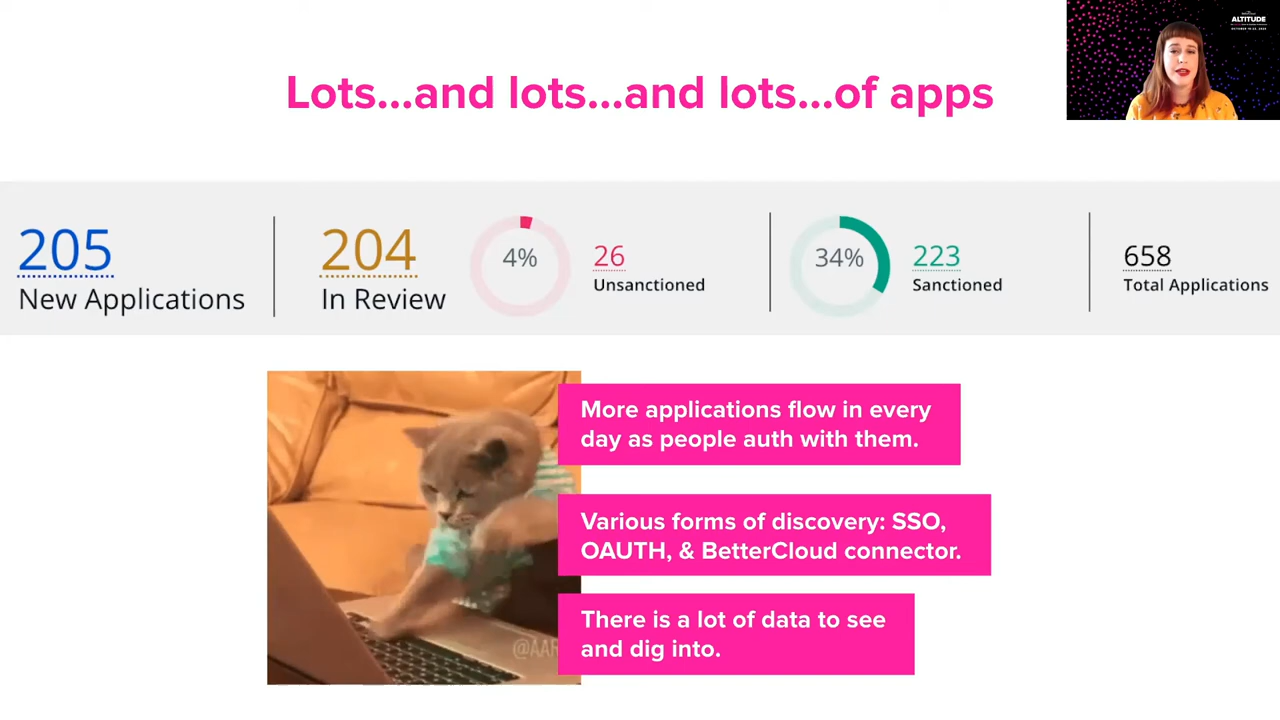 ALTITUDE
Lots...and lots...and lots...of apps
205
New Applications
204
In Review
4%
26
Unsanctioned
34%
223
Sanctioned
658
Total Applications
More applications flow in every
day as people auth with them.
Various forms of discovery: SSO,
OAUTH, & BetterCloud connector.
There is a lot of data to see
and dig into.
@AAR